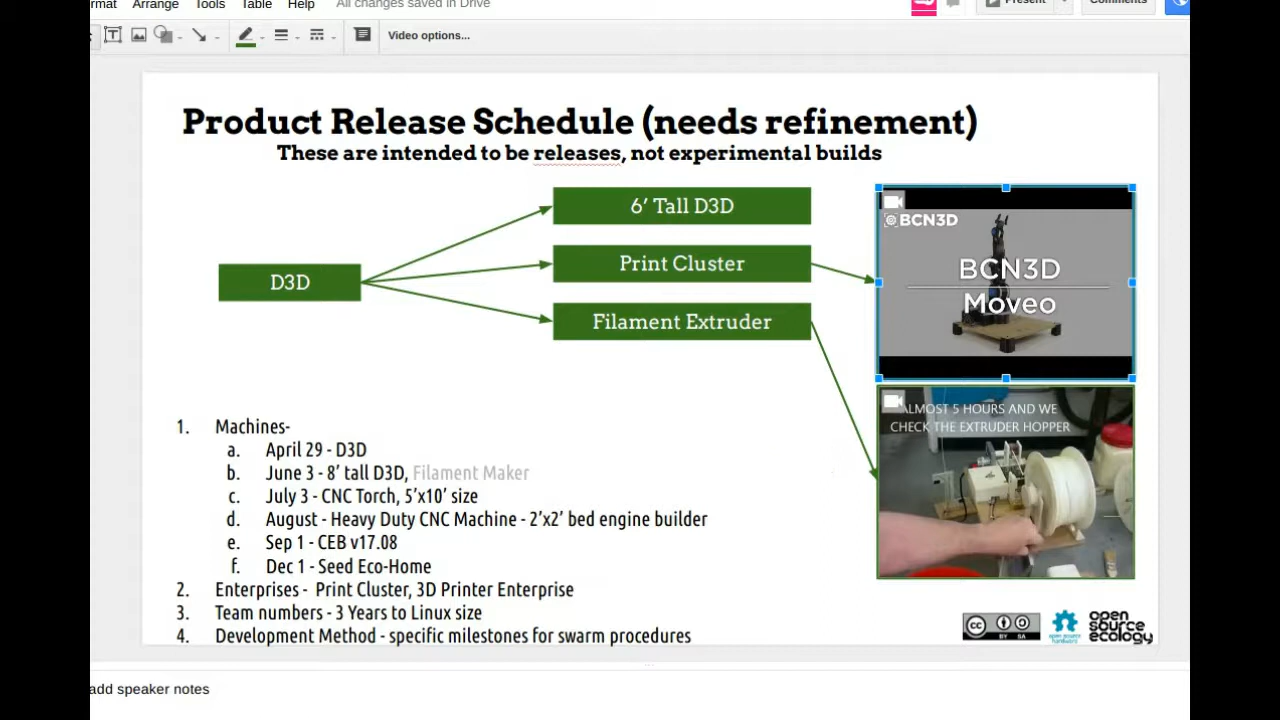 rmat Arrange Tools Table Help All changes saved in Drive Present Comments
Video options...
Product Release Schedule (needs refinement)
These are intended to be releases, not experimental builds
6’ Tall D3D
Print Cluster
D3D
Filament Extruder
BCN3D
BCN3D
Moveo
ALMOST 5 HOURS AND WE
CHECK THE EXTRUDER HOPPER
1. Machines-
a. April 29 - D3D
b. June 3 - 8’ tall D3D, Filament Maker
c. July 3 - CNC Torch, 5’x10’ size
d. August - Heavy Duty CNC Machine - 2’x2’ bed engine builder
e. Sep 1 - CEB v17.08
f. Dec 1 - Seed Eco-Home
2. Enterprises - Print Cluster, 3D Printer Enterprise
3. Team numbers - 3 Years to Linux size
4. Development Method - specific milestones for swarm procedures
CC BY SA
open source hardware
open source ecology
add speaker notes